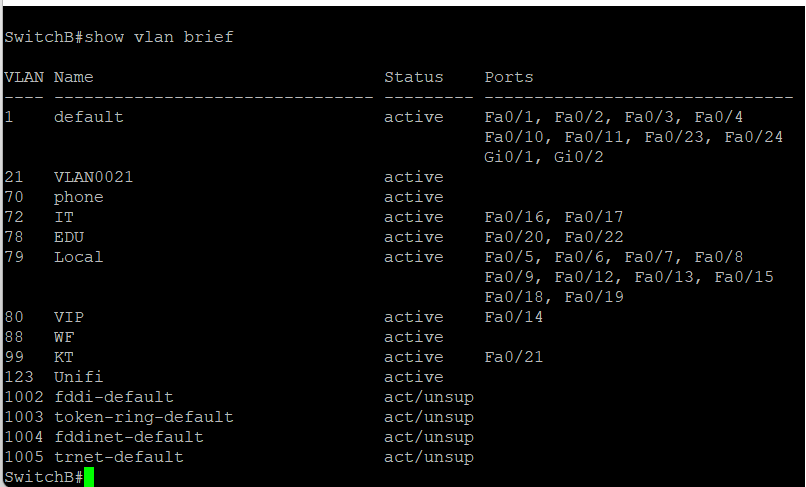 SwitchB#show vlan brief
VLAN Name                             Status    Ports
---- -------------------------------- --------- -------------------------------
1    default                          active    Fa0/1, Fa0/2, Fa0/3, Fa0/4
                                                Fa0/10, Fa0/11, Fa0/23, Fa0/24
                                                Gi0/1, Gi0/2
21   VLAN0021                         active
70   phone                            active
72   IT                               active    Fa0/16, Fa0/17
78   EDU                              active    Fa0/20, Fa0/22
79   Local                            active    Fa0/5, Fa0/6, Fa0/7, Fa0/8
                                                Fa0/9, Fa0/12, Fa0/13, Fa0/15
                                                Fa0/18, Fa0/19
80   VIP                              active    Fa0/14
88   WF                               active
99   KT                               active    Fa0/21
123  Unifi                            active
1002 fddi-default                     act/unsup
1003 token-ring-default               act/unsup
1004 fddinet-default                  act/unsup
1005 trnet-default                    act/unsup
SwitchB#